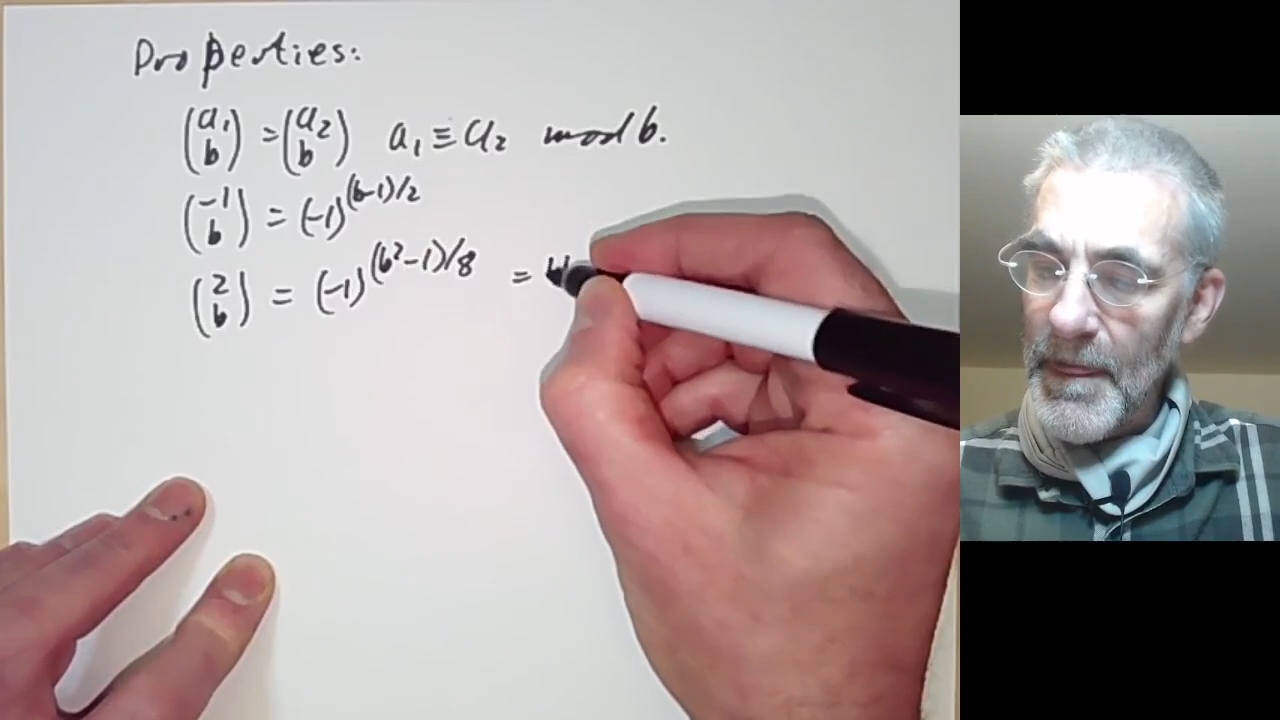 Properties:
(a₁/b) = (a₂/b) a₁ ≡ a₂ mod b.
(-1/b) = (-1)^(b-1)/2
(2/b) = (-1)^(b²-1)/8 =